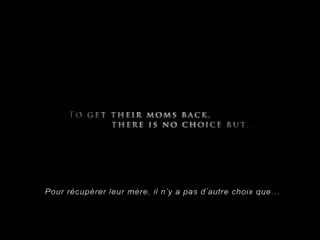 TO GET THEIR MOMS BACK,
THERE IS NO CHOICE BUT..
Pour récupérer leur mère, il n'y a pas d'autre choix que…